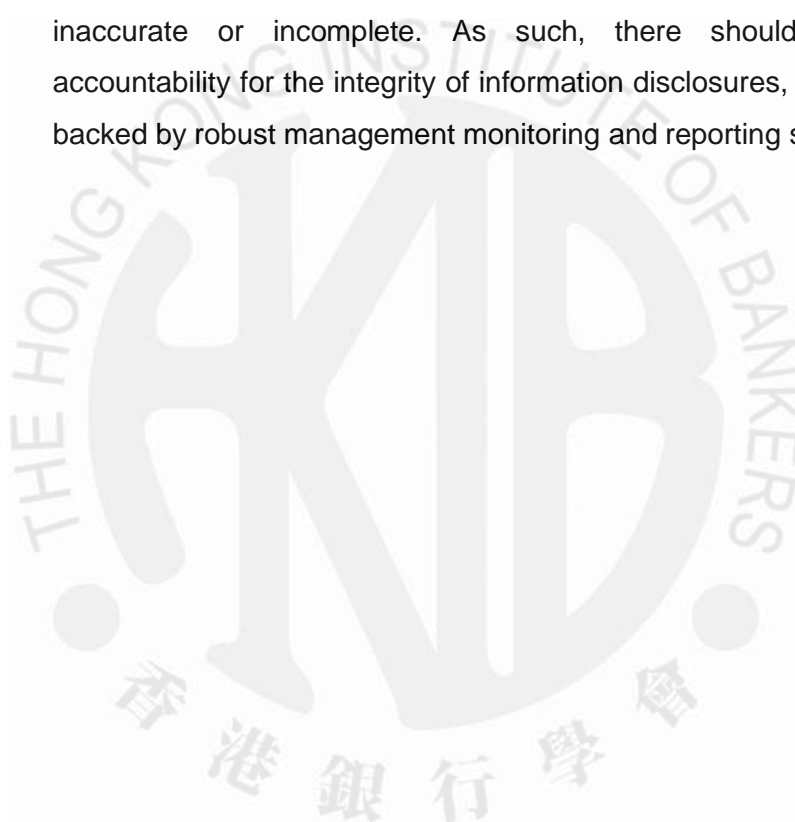 inaccurate or incomplete. As such, there should
accountability for the integrity of information disclosures,
backed by robust management monitoring and reporting s
THE HONG KONG INSTITUTE OF BANKERS
HKIB
香港銀行學會